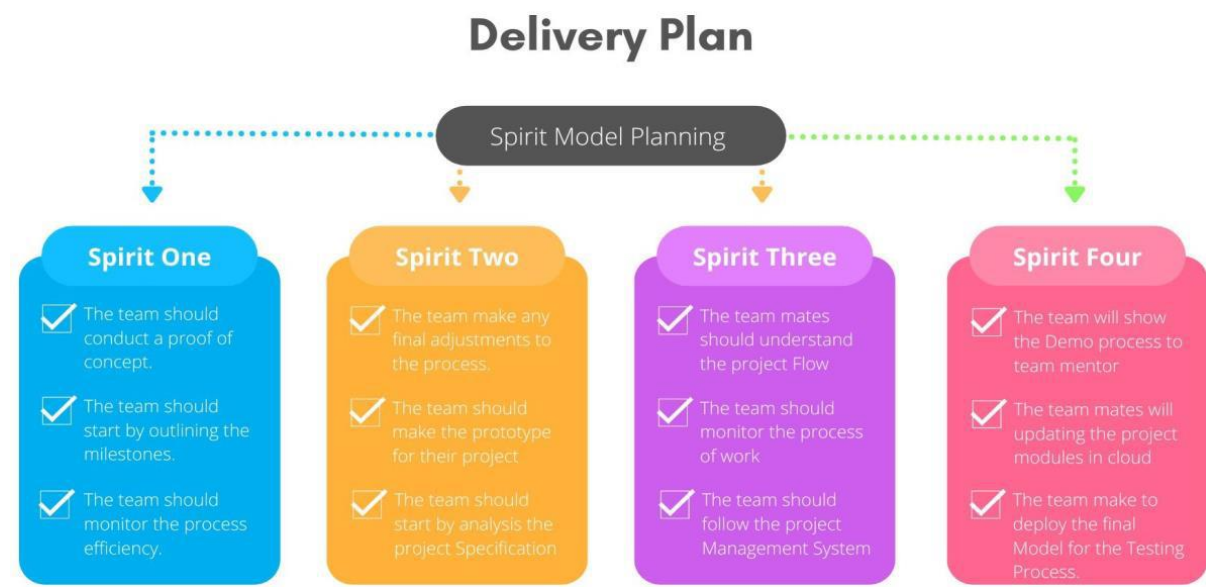 Delivery Plan
Spirit Model Planning
Spirit One
The team should
conduct a proof of
concept.
The team should
start by outlining the
milestones.
The team should
monitor the process
efficiency.
Spirit Two
The team make any
final adjustments to
the process.
The team should
make the prototype
for their project
The team should
start by analysis the
project Specification
Spirit Three
The team mates
should understand
the project Flow
The team should
monitor the process
of work
The team should
follow the project
Management System
Spirit Four
The team will show
the Demo process to
team mentor
The team mates will
updating the project
modules in cloud
The team make to
deploy the final
Model for the Testing
Process.